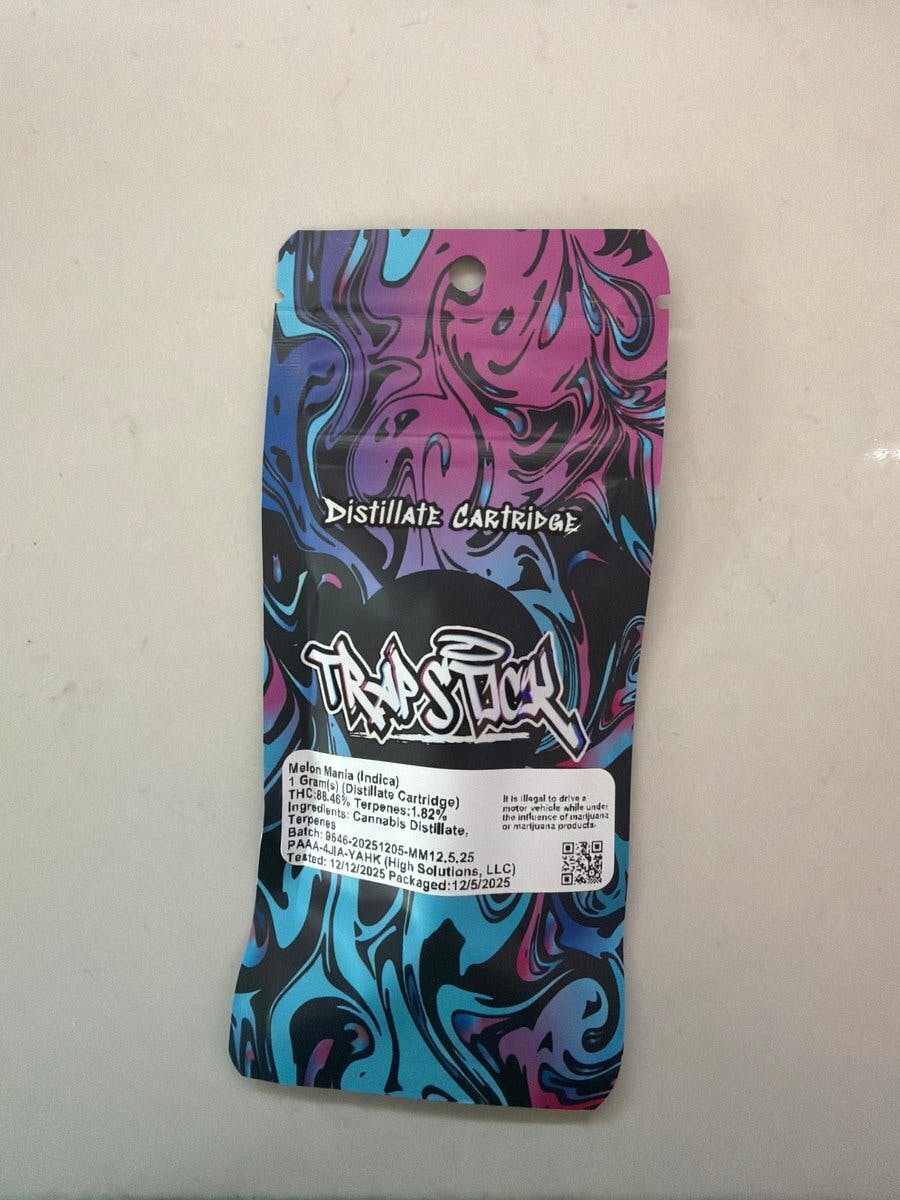 Distillate Cartridge
TRAP STICK
Melon Mania (Indica)
1 Gram(s) (Distillate Cartridge)
THC:88.46% Terpenes:1.82%
Ingredients: Cannabis Distillate,
Terpenes
Batch: 9646-20251205-MM12.5.25
PAAA-4JIA-YAHK (High Solutions, LLC)
Tested: 12/12/2025 Packaged:12/5/2025
It is illegal to drive a
motor vehicle while under
the influence of marijuana
or marijuana products.